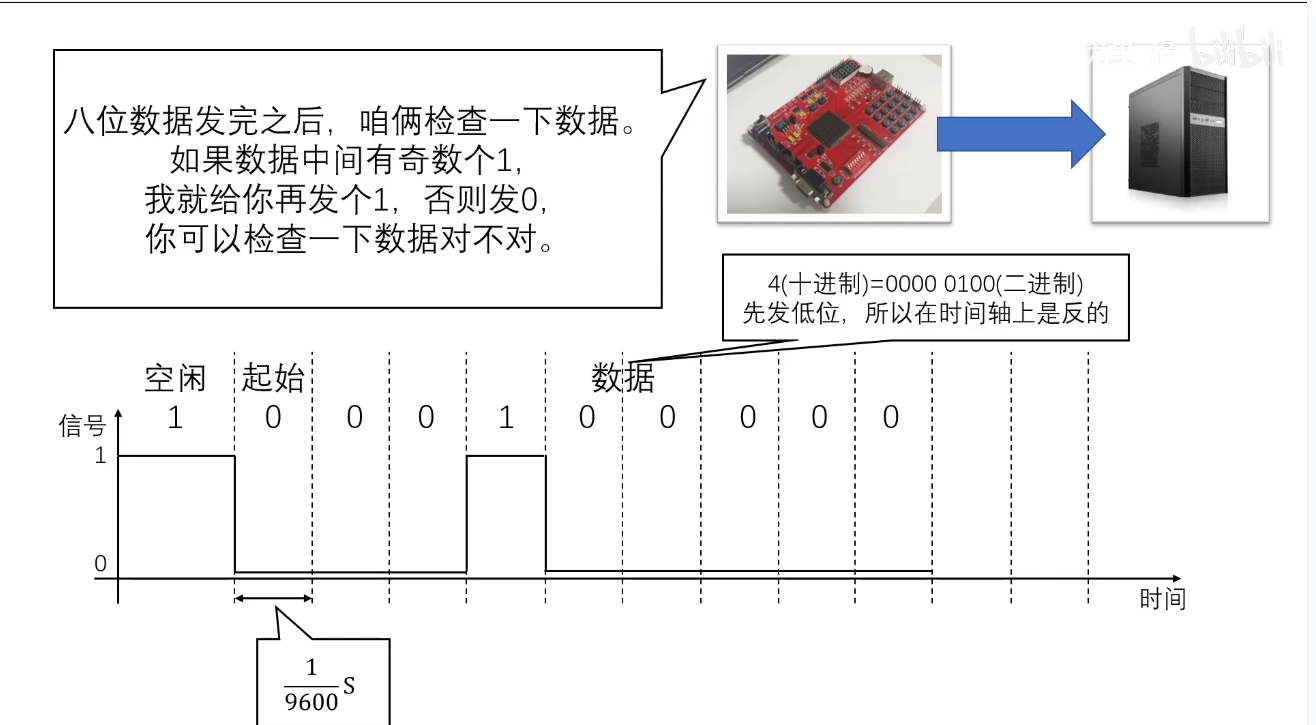 bilibili
八位数据发完之后，咱俩检查一下数据。
如果数据中间有奇数个1，
我就给你再发个1，否则发0，
你可以检查一下数据对不对。
4(十进制)=0000 0100(二进制)
先发低位，所以在时间轴上是反的
空闲 起始 数据
1 0 0 0 1 0 0 0 0 0
信号
1
0
时间
1
9600 S